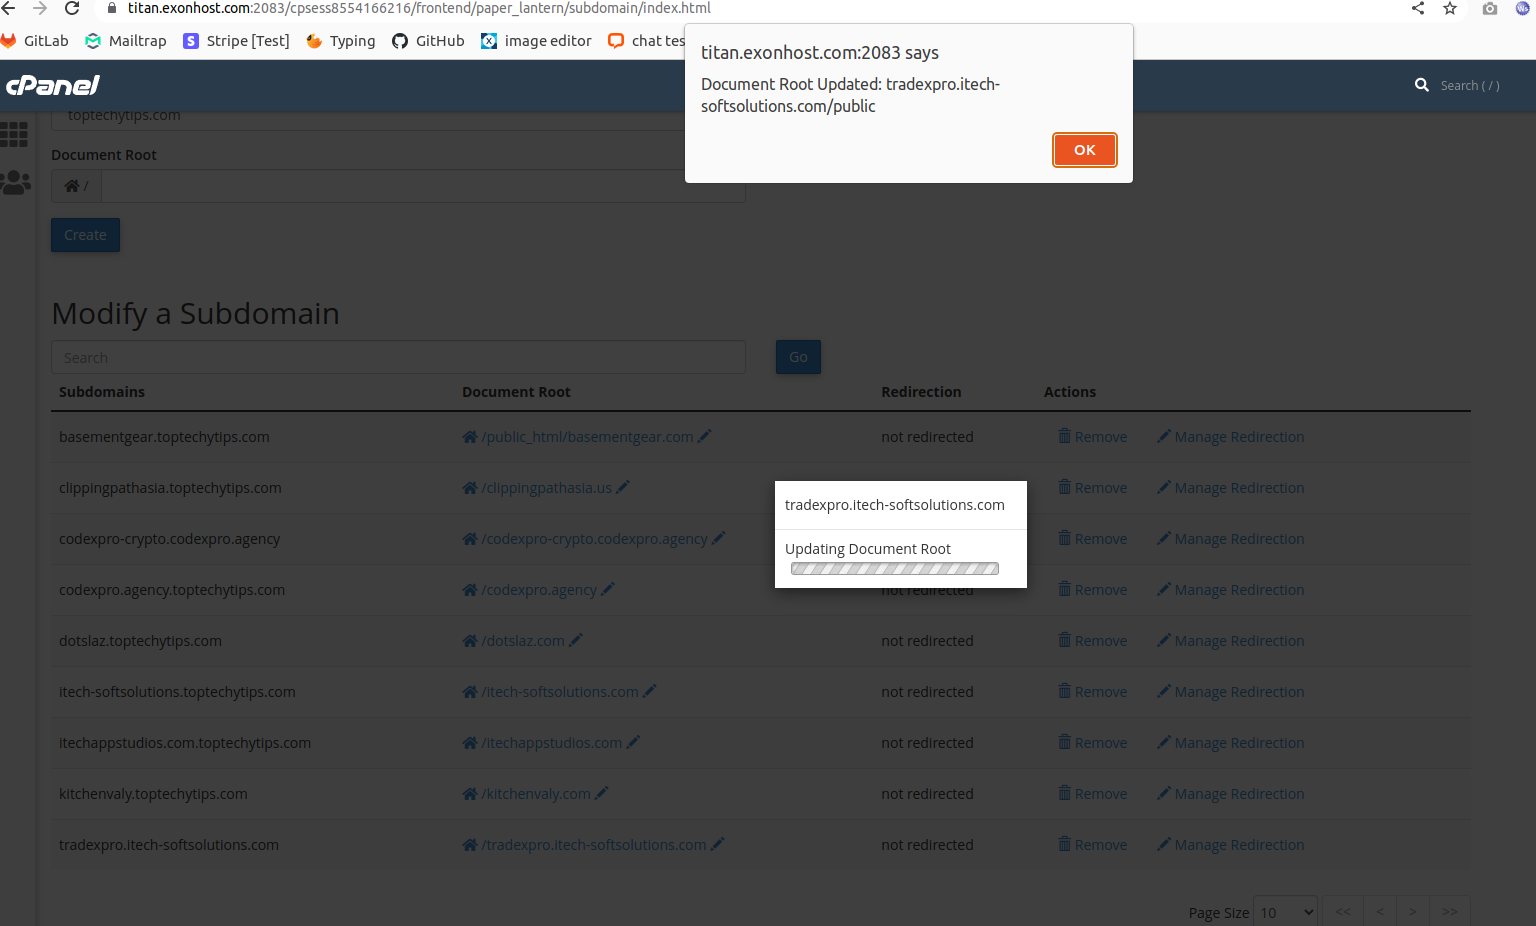 titan.exonhost.com:2083/cpsess8554166216/frontend/paper_lantern/subdomain/index.html
GitLab Mailtrap Stripe [Test] Typing GitHub image editor chat tes
titan.exonhost.com:2083 says
Document Root Updated: tradexpro.itech-
softsolutions.com/public
OK
cPanel Search ( / )
toptechytips.com
Document Root
/
Create
Modify a Subdomain
Search Go
Subdomains Document Root Redirection Actions
basementgear.toptechytips.com /public_html/basementgear.com not redirected Remove Manage Redirection
clippingpathasia.toptechytips.com /clippingpathasia.us Remove Manage Redirection
tradexpro.itech-softsolutions.com
codexpro-crypto.codexpro.agency /codexpro-crypto.codexpro.agency Remove Manage Redirection
Updating Document Root
codexpro.agency.toptechytips.com /codexpro.agency not redirected Remove Manage Redirection
dotslaz.toptechytips.com /dotslaz.com not redirected Remove Manage Redirection
itech-softsolutions.toptechytips.com /itech-softsolutions.com not redirected Remove Manage Redirection
itechappstudios.com.toptechytips.com /itechappstudios.com not redirected Remove Manage Redirection
kitchenvaly.toptechytips.com /kitchenvaly.com not redirected Remove Manage Redirection
tradexpro.itech-softsolutions.com /tradexpro.itech-softsolutions.com not redirected Remove Manage Redirection
Page Size 10 << < > >>